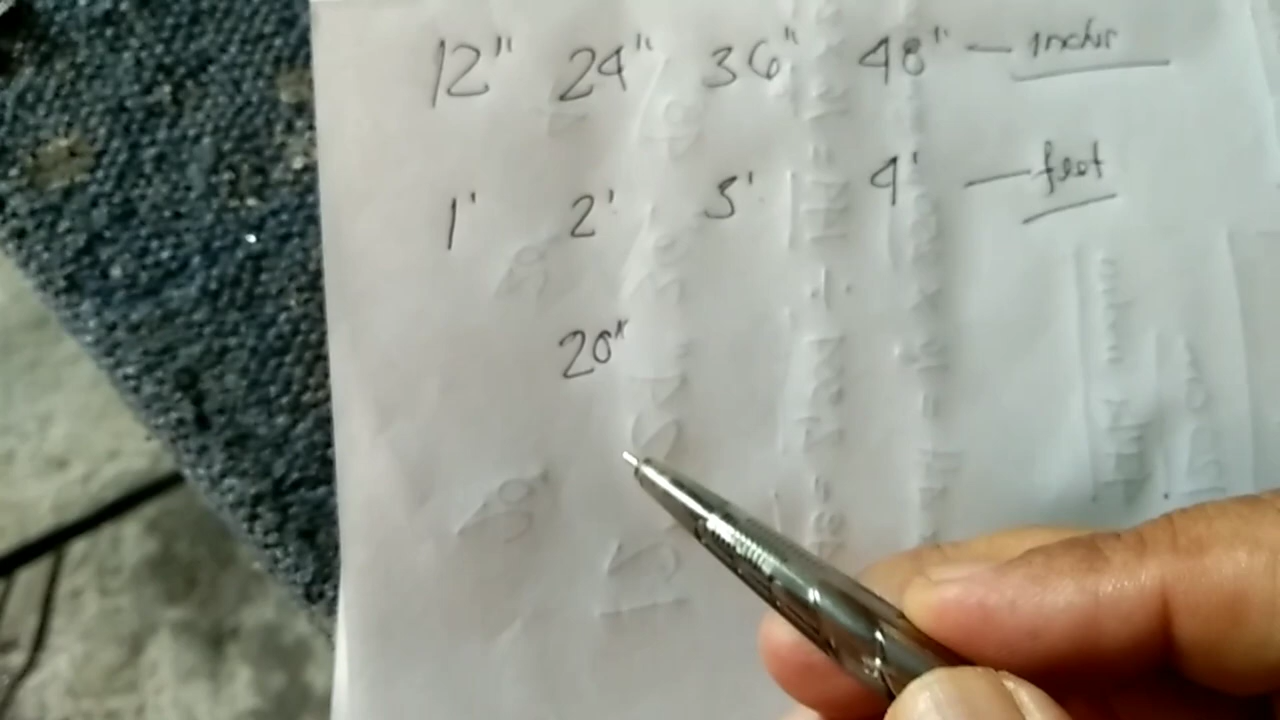 12" 24" 36" 48" — inches
1' 2' 3' 4' — feet
20"